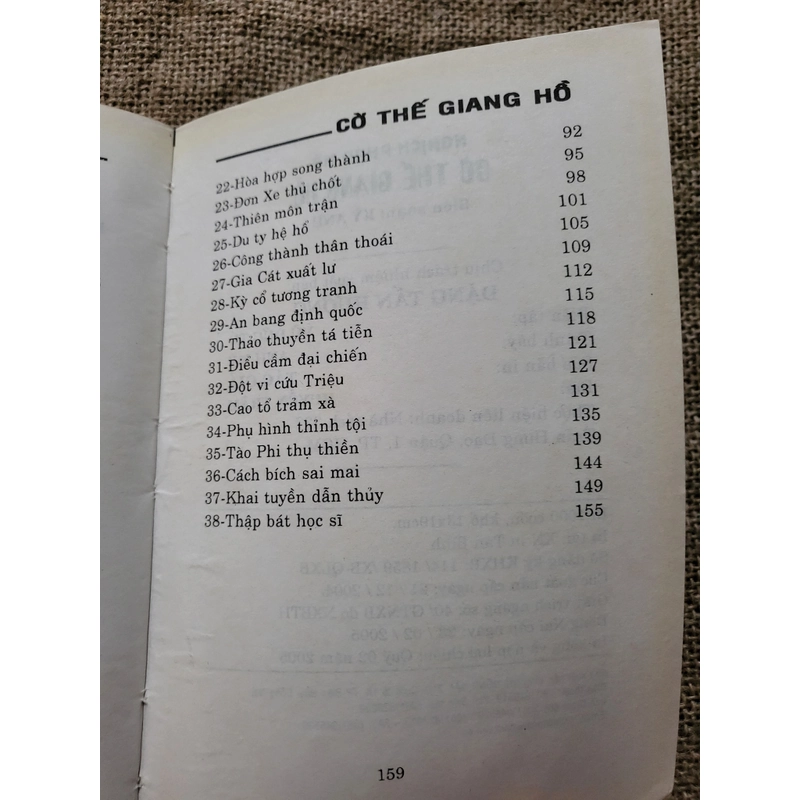 CỜ THẾ GIANG HỒ
22-Hòa hợp song thành 92
23-Đơn Xe thủ chốt 95
24-Thiên môn trận 98
25-Du ty hệ hổ 101
26-Công thành thân thoái 105
27-Gia Cát xuất lư 109
28-Kỳ cổ tương tranh 112
29-An bang định quốc 115
30-Thảo thuyền tá tiễn 118
31-Điểu cầm đại chiến 121
32-Đột vi cứu Triệu 127
33-Cao tổ trảm xà 131
34-Phụ hình thỉnh tội 135
35-Tào Phi thụ thiền 139
36-Cách bích sai mai 144
37-Khai tuyền dẫn thủy 149
38-Thập bát học sĩ 155
159